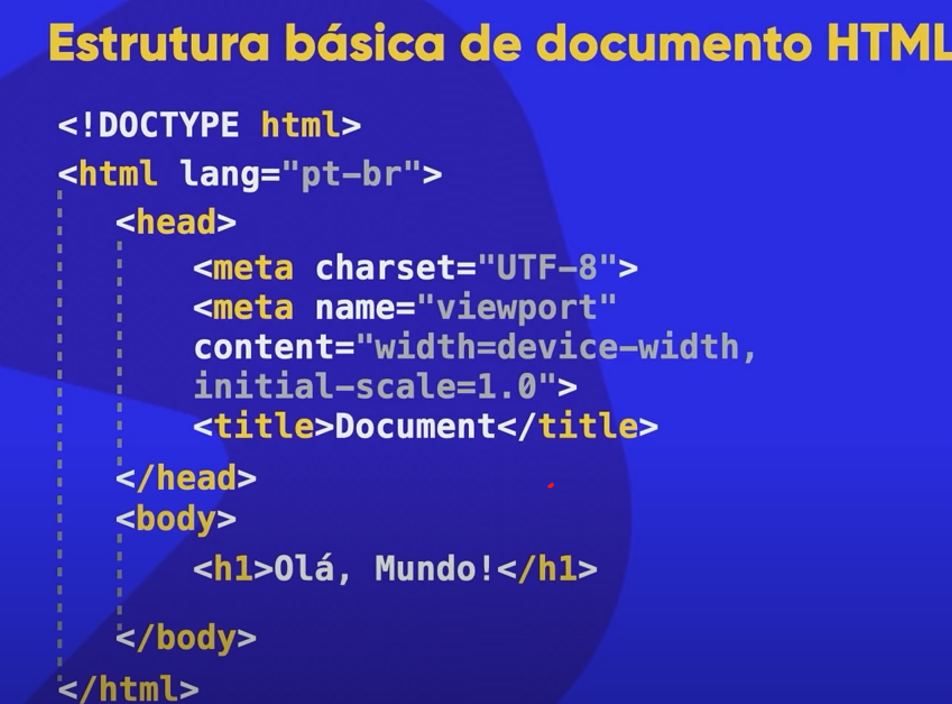 Estrutura básica de documento HTML
<!DOCTYPE html>
<html lang="pt-br">
<head>
<meta charset="UTF-8">
<meta name="viewport"
content="width=device-width,
initial-scale=1.0">
<title>Document</title>
</head>
<body>
<h1>Olá, Mundo!</h1>
</body>
</html>